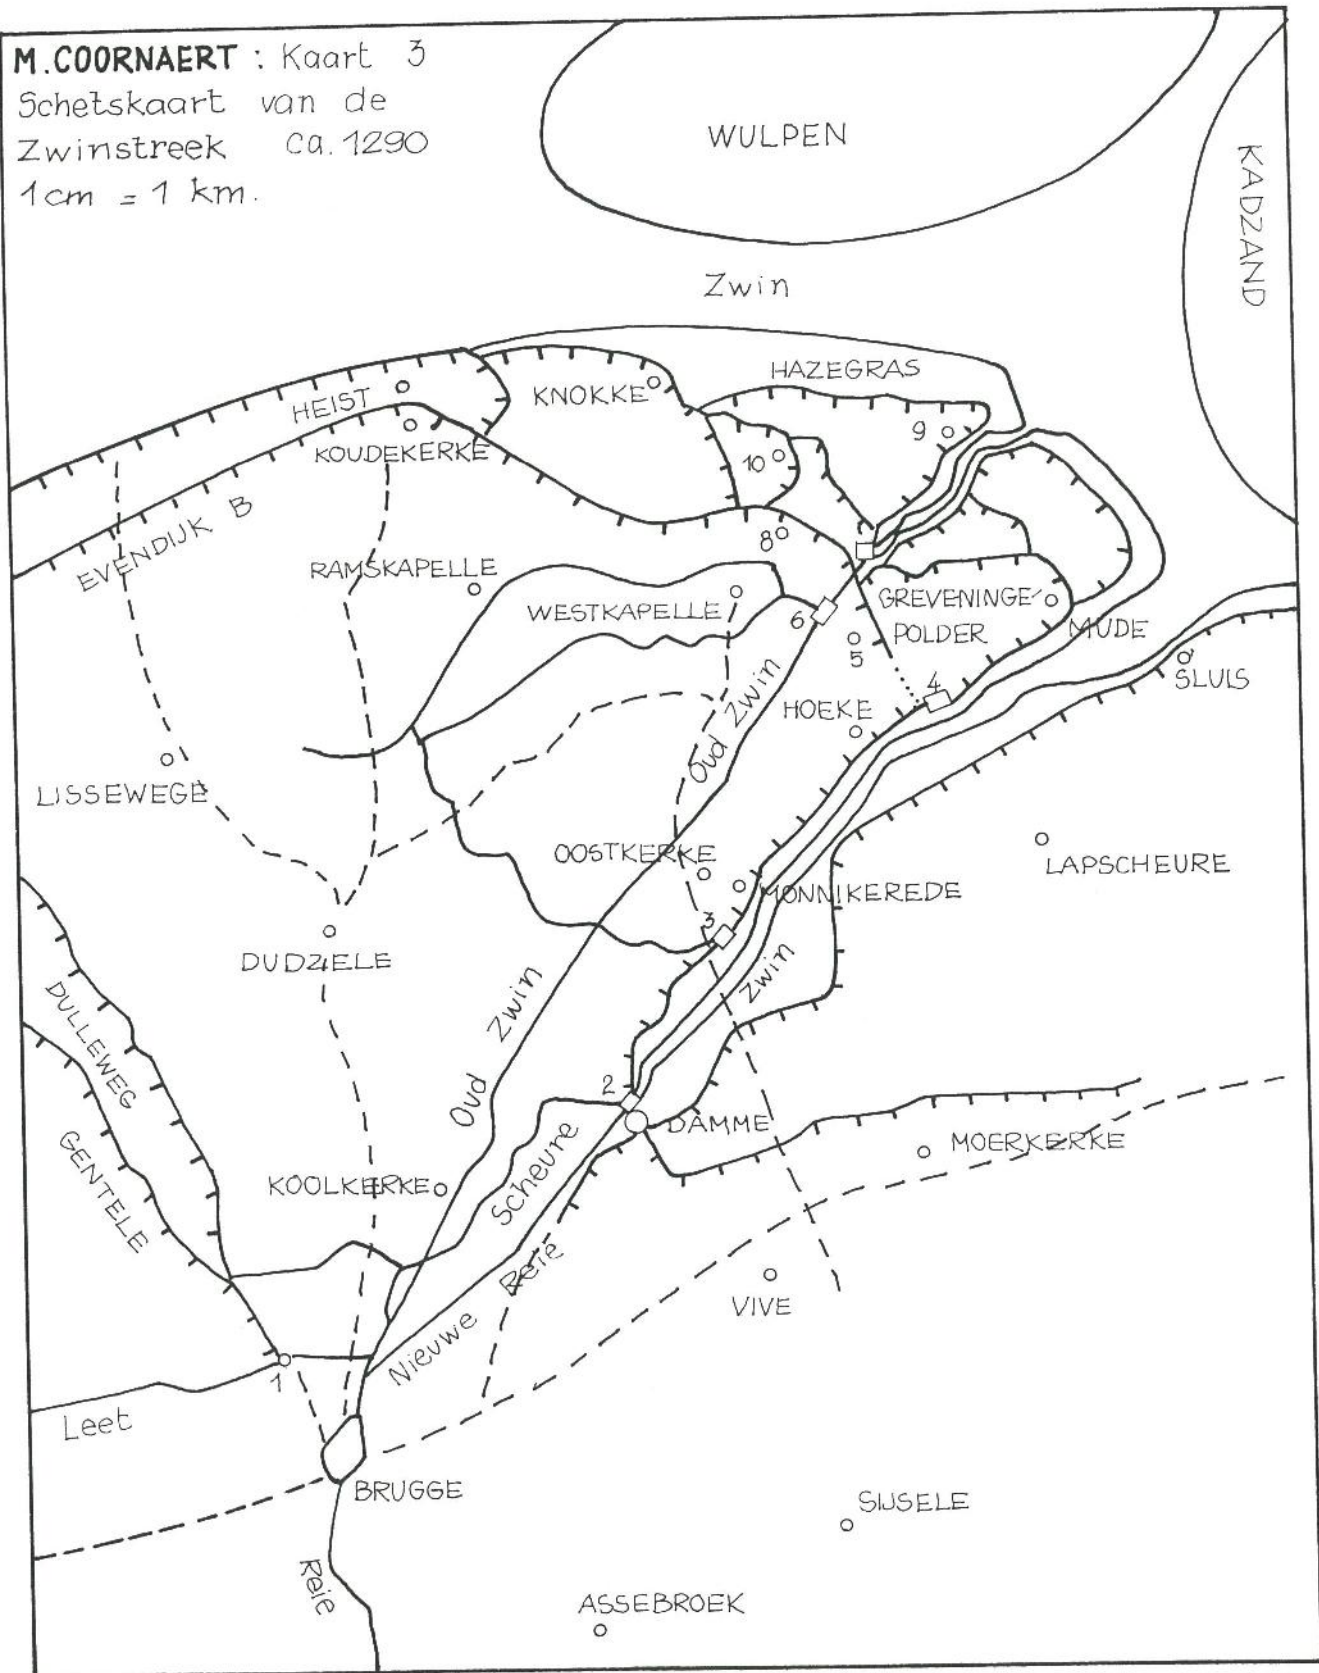 M.COORNAERT : Kaart 3
Schetskaart van de
Zwinstreek ca. 1290
1cm = 1 km.
WULPEN
KADZAND
Zwin
HAZEGRAS
HEIST
KNOKKE
9
KOUDEKERKE
10
EVENDIJK B
8
RAMSKAPELLE
WESTKAPELLE
6
GREVENINGE
POLDER
5
MUDE
SLUIS
4
HOEKE
Oud Zwin
LISSEWEGE
OOSTKERKE
LAPSCHEURE
MONNIKEREDE
3
DUDZELE
Zwin
Oud Zwin
DULLEWEG
2
DAMME
MOERKERKE
GENTELE
Scheure
KOOLKERKE
Nieuwe Reie
VIVE
1
Leet
BRUGGE
SIJSELE
Reie
ASSEBROEK